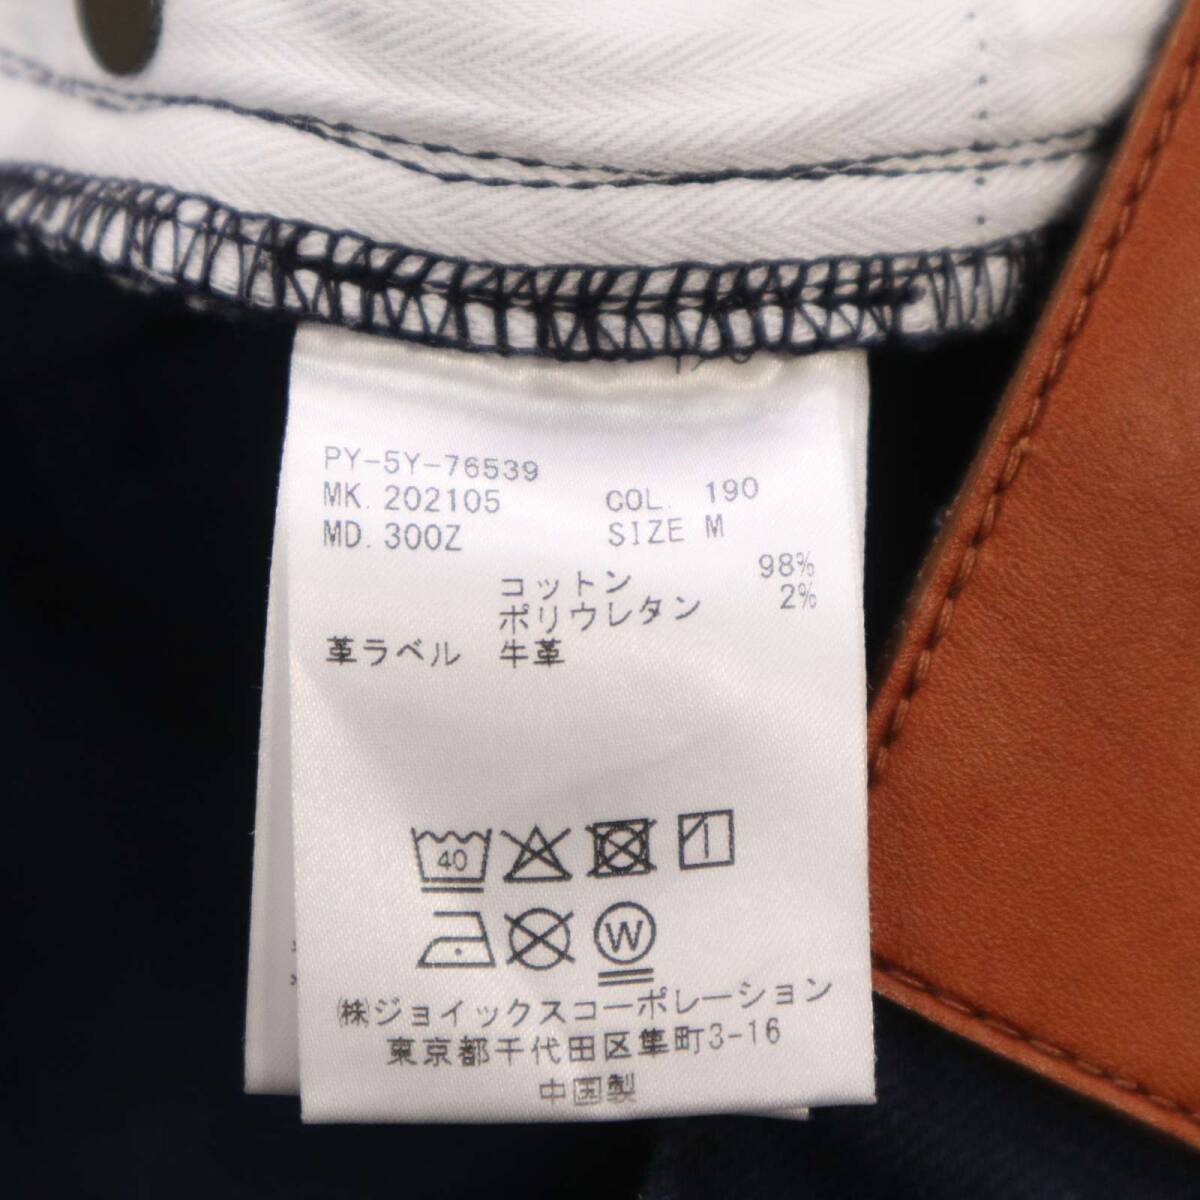 PY-5Y-76539
MK. 202105 COL. 190
MD. 300Z SIZE M
コットン 98%
ポリウレタン 2%
革ラベル 牛革
40
W
㈱ジョイックスコーポレーション
東京都千代田区隼町3-16
中国製